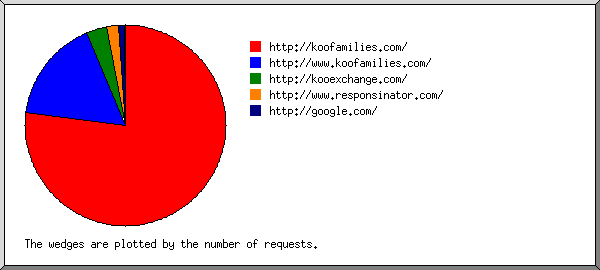 http://koofamilies.com/
http://www.koofamilies.com/
http://kooexchange.com/
http://www.responsinator.com/
http://google.com/
The wedges are plotted by the number of requests.